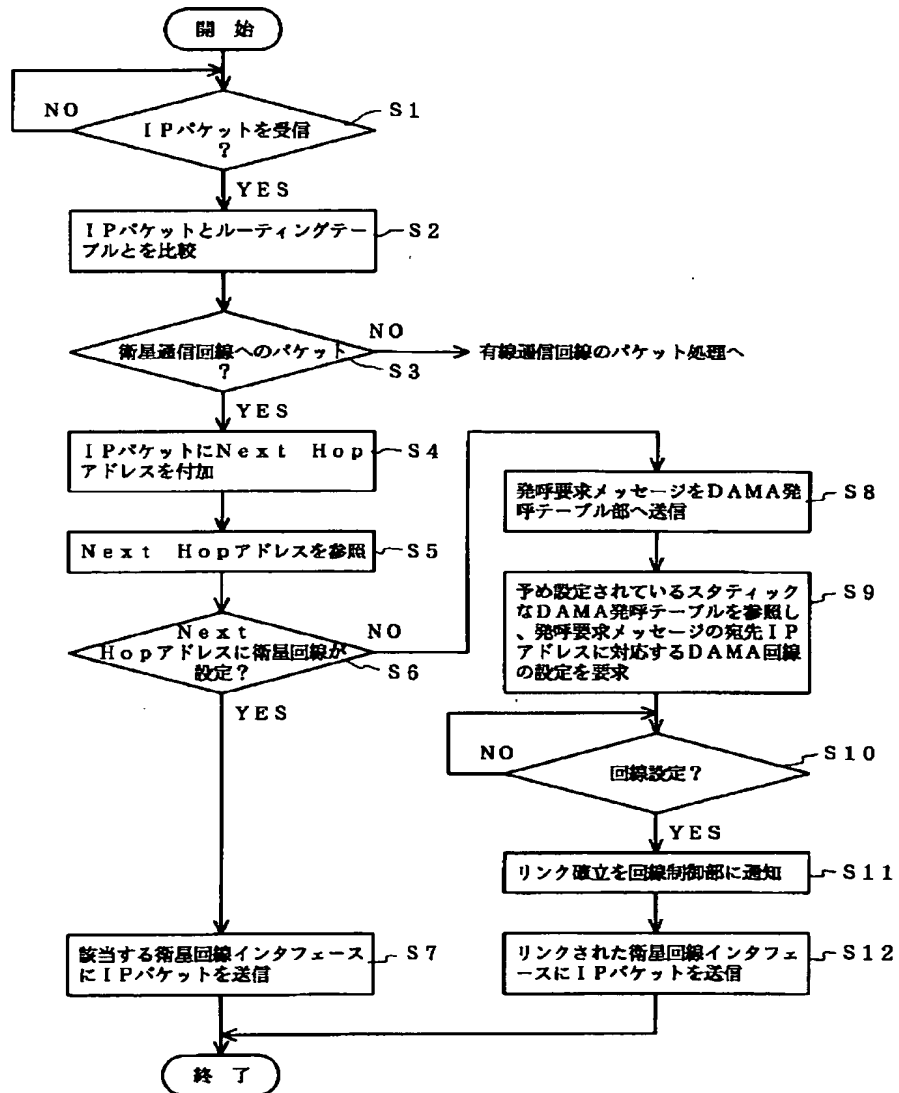 開 始
NO
S1
IPパケットを受信
?
YES
IPパケットとルーティングテー
ブルとを比較
S2
NO
衛星通信回線へのパケット
?
S3
有線通信回線のパケット処理へ
YES
IPパケットにNext Hop
アドレスを付加
S4
Next Hopアドレスを参照
S5
Next
Hopアドレスに衛星回線が
設定?
NO
S6
YES
発呼要求メッセージをDAMA発
呼テーブル部へ送信
S8
予め設定されているスタティック
なDAMA発呼テーブルを参照し
、発呼要求メッセージの宛先IP
アドレスに対応するDAMA回線
の設定を要求
S9
NO
S10
回線設定?
YES
リンク確立を回線制御部に通知
S11
該当する衛星回線インタフェース
にIPパケットを送信
S7
リンクされた衛星回線インタフェ
ースにIPパケットを送信
S12
終 了